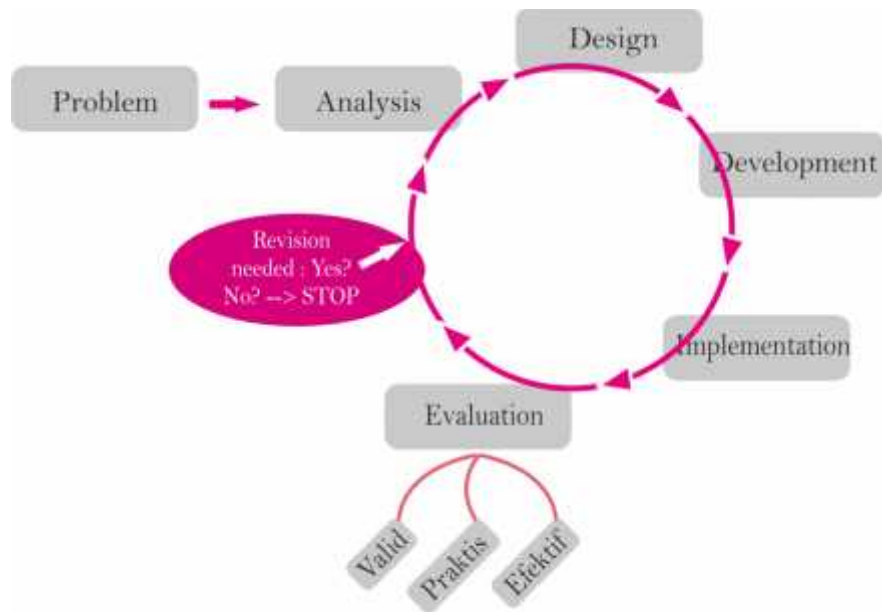 Problem
Analysis
Design
Development
Implementation
Evaluation
Revision
needed : Yes?
No? --> STOP
Valid
Praktis
Efektif